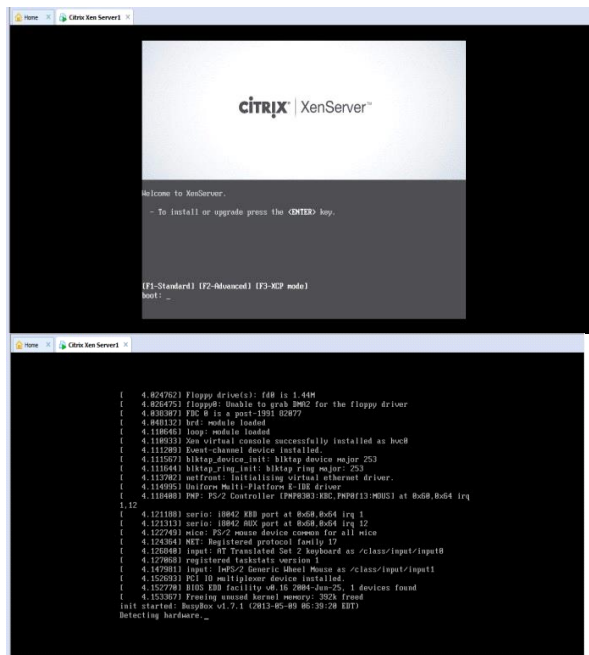 Home × Citrix Xen Server1 ×
CITRIX® XenServer™
Welcome to XenServer.
- To install or upgrade press the <ENTER> key.
[F1-Standard] [F2-Advanced] [F3-XCP mode]
boot: _
Home × Citrix Xen Server1 ×
[    4.024762] Floppy drive(s): fd0 is 1.44M
[    4.026475] floppy0: Unable to grab DMA2 for the floppy driver
[    4.038307] FDC 0 is a post-1991 82077
[    4.048132] brd: module loaded
[    4.110646] loop: module loaded
[    4.110933] Xen virtual console successfully installed as hvc0
[    4.111209] Event-channel device installed.
[    4.111567] blktap_device_init: blktap device major 253
[    4.111644] blktap_ring_init: blktap ring major: 253
[    4.113702] netfront: Initialising virtual ethernet driver.
[    4.114995] Uniform Multi-Platform E-IDE driver
[    4.118408] PNP: PS/2 Controller [PNP0303:KBC,PNP0f13:MOUS] at 0x60,0x64 irq
1,12
[    4.121188] serio: i8042 KBD port at 0x60,0x64 irq 1
[    4.121313] serio: i8042 AUX port at 0x60,0x64 irq 12
[    4.122749] mice: PS/2 mouse device common for all mice
[    4.124364] NET: Registered protocol family 17
[    4.126840] input: AT Translated Set 2 keyboard as /class/input/input0
[    4.127068] registered taskstats version 1
[    4.147981] input: ImPS/2 Generic Wheel Mouse as /class/input/input1
[    4.152693] PCI IO multiplexer device installed.
[    4.152770] BIOS EDD facility v0.16 2004-Jun-25, 1 devices found
[    4.153367] Freeing unused kernel memory: 392k freed
init started: BusyBox v1.7.1 (2013-05-09 06:39:20 EDT)
Detecting hardware._